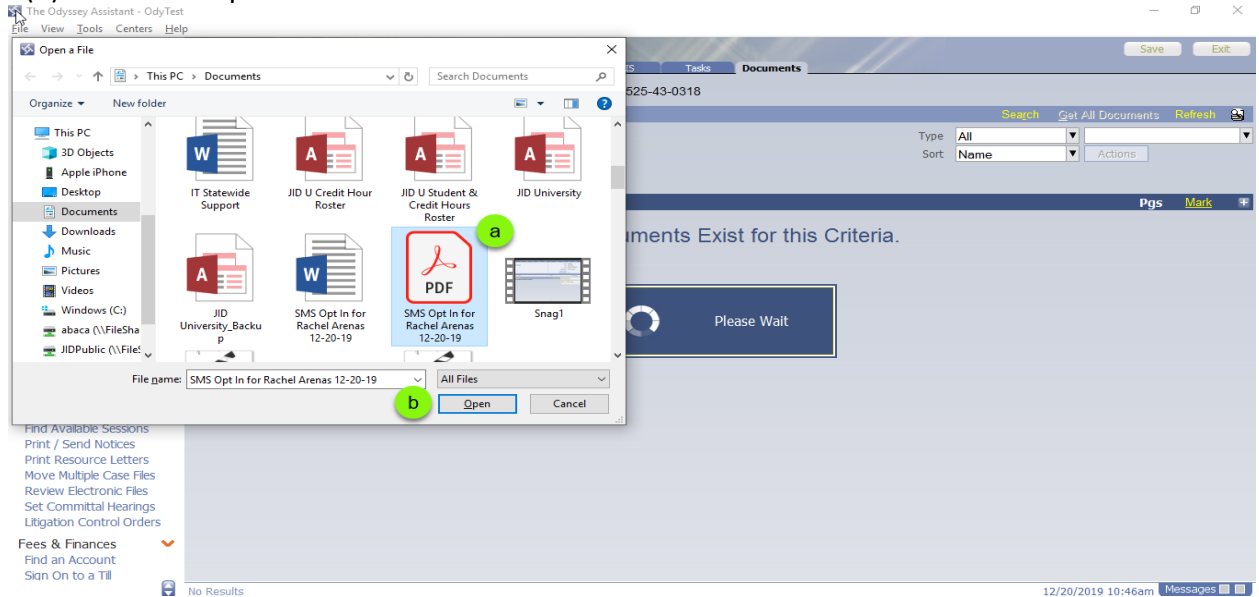 The Odyssey Assistant - OdyTest
File View Tools Centers Help
Open a File
This PC > Documents
Search Documents
Organize New folder
This PC
3D Objects
Apple iPhone
Desktop
Documents
Downloads
Music
Pictures
Videos
Windows (C:)
abaca (\\FileSha
JIDPublic (\\File
IT Statewide
Support
JID U Credit Hour
Roster
JID U Student &
Credit Hours
Roster
JID University
W
A
A
A
a
A
W
PDF
JID
University_Backu
p
SMS Opt In for
Rachel Arenas
12-20-19
SMS Opt In for
Rachel Arenas
12-20-19
Snag1
File name: SMS Opt In for Rachel Arenas 12-20-19 All Files
b
Open Cancel
Save Exit
Tasks Documents
525-43-0318
Search Get All Documents Refresh
Type All
Sort Name Actions
Pgs Mark
uments Exist for this Criteria.
Please Wait
Find Available Sessions
Print / Send Notices
Print Resource Letters
Move Multiple Case Files
Review Electronic Files
Set Committal Hearings
Litigation Control Orders
Fees & Finances
Find an Account
Sign On to a Till
No Results
12/20/2019 10:46am Messages